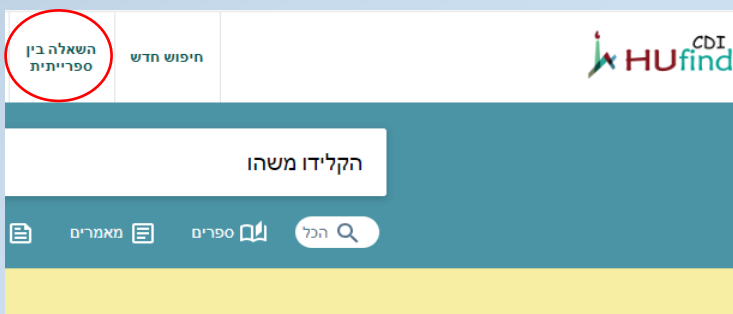 CDI
HUfind
חיפוש חדש
השאלה בין
ספרייתית
הקלידו משהו
הכל
ספרים
מאמרים